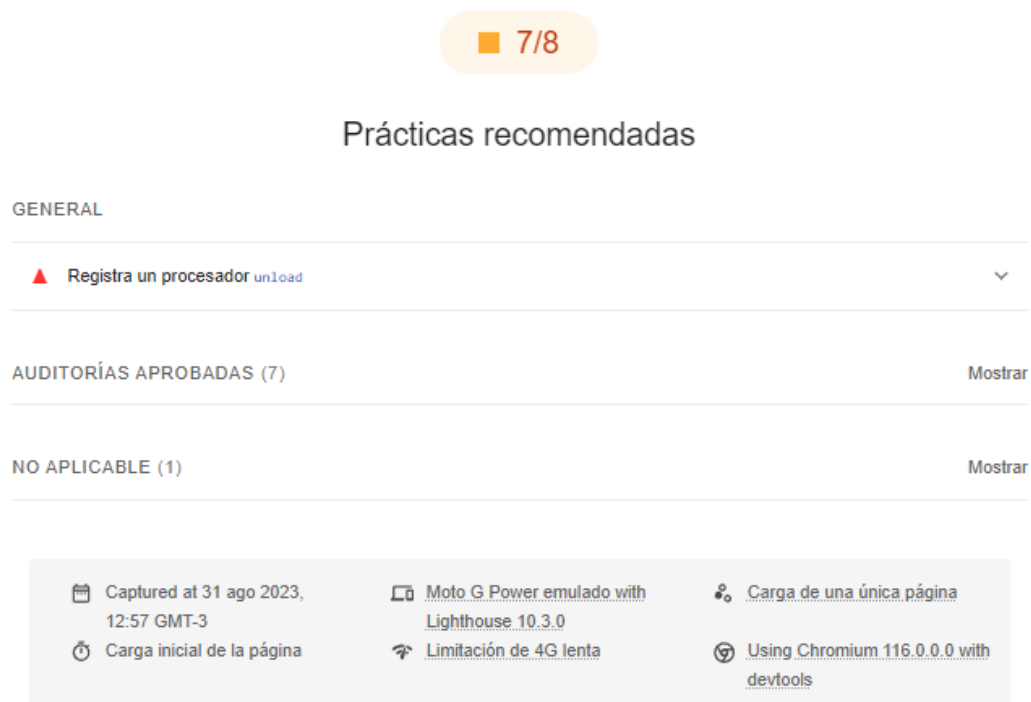 7/8
Prácticas recomendadas
GENERAL
Registra un procesador unload
AUDITORÍAS APROBADAS (7) Mostrar
NO APLICABLE (1) Mostrar
Captured at 31 ago 2023,
12:57 GMT-3
Moto G Power emulado with
Lighthouse 10.3.0
Carga de una única página
Carga inicial de la página
Limitación de 4G lenta
Using Chromium 116.0.0.0 with
devtools